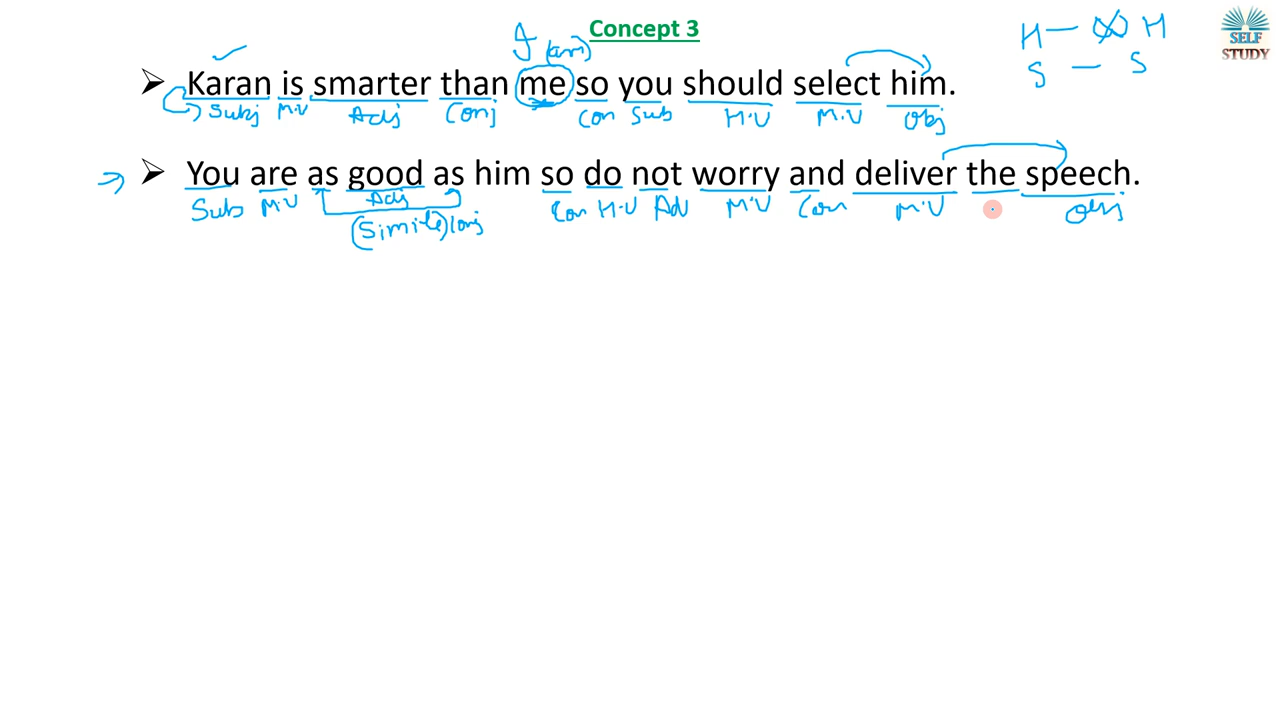 Concept 3
I (am)
H — H
SELF
STUDY
S — S
➢ Karan is smarter than me so you should select him.
Subj M.V Adj Conj Con Sub H.V M.V Obj
➢ You are as good as him so do not worry and deliver the speech.
Sub M.V Adj Con H.V Ad M.V Con M.V Obj
(Simile) Conj